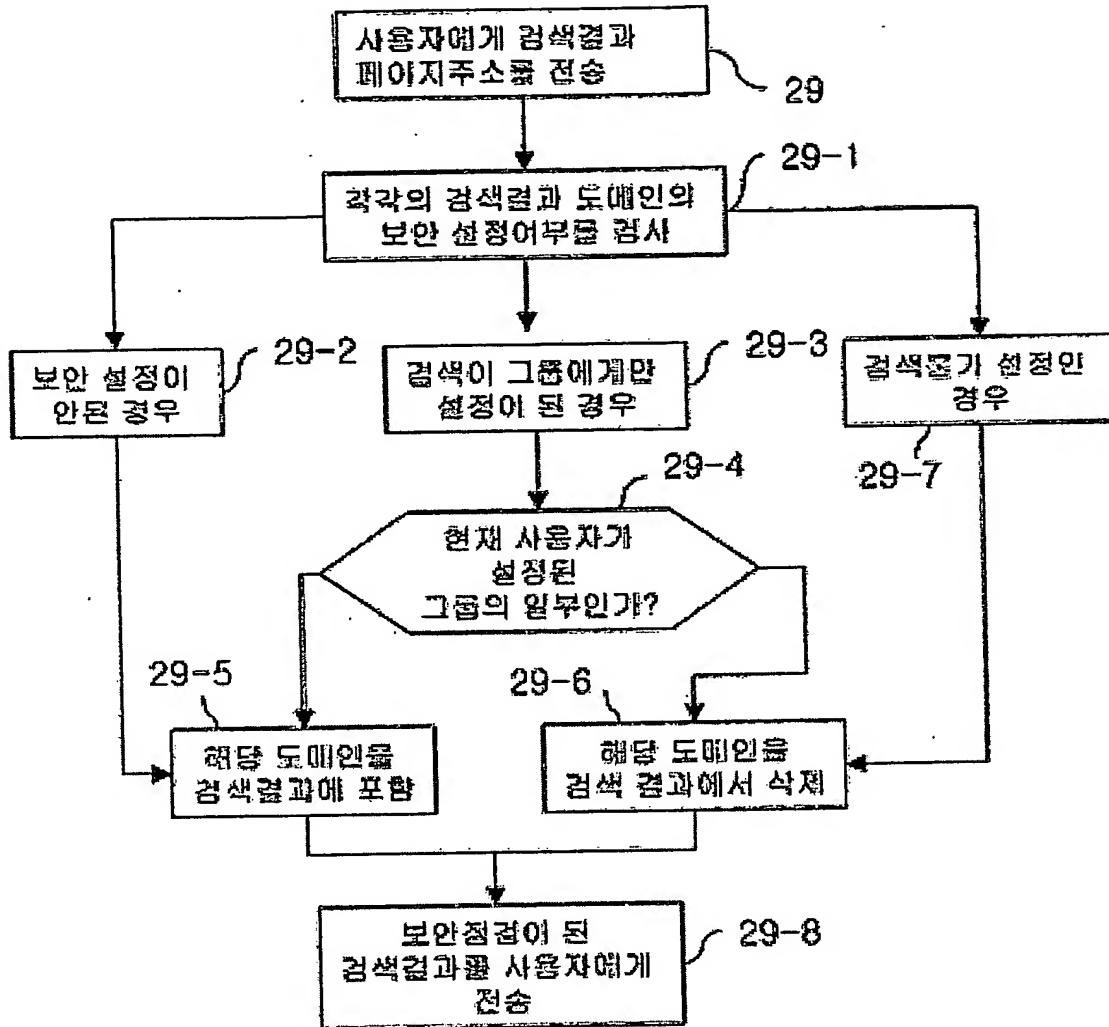 사용자에게 검색결과
페이지주소를 전송
29
29-1
각각의 검색결과 도메인의
보안 설정여부를 검사
29-2
보안 설정이
안된 경우
29-3
검색이 그룹에게만
설정이 된 경우
검색불가 설정인
경우
29-7
29-4
현재 사용자가
설정된
그룹의 일부인가?
29-5
해당 도메인을
검색결과에 포함
29-6
해당 도메인을
검색 결과에서 삭제
보안점검이 된
검색결과를 사용자에게
전송
29-8